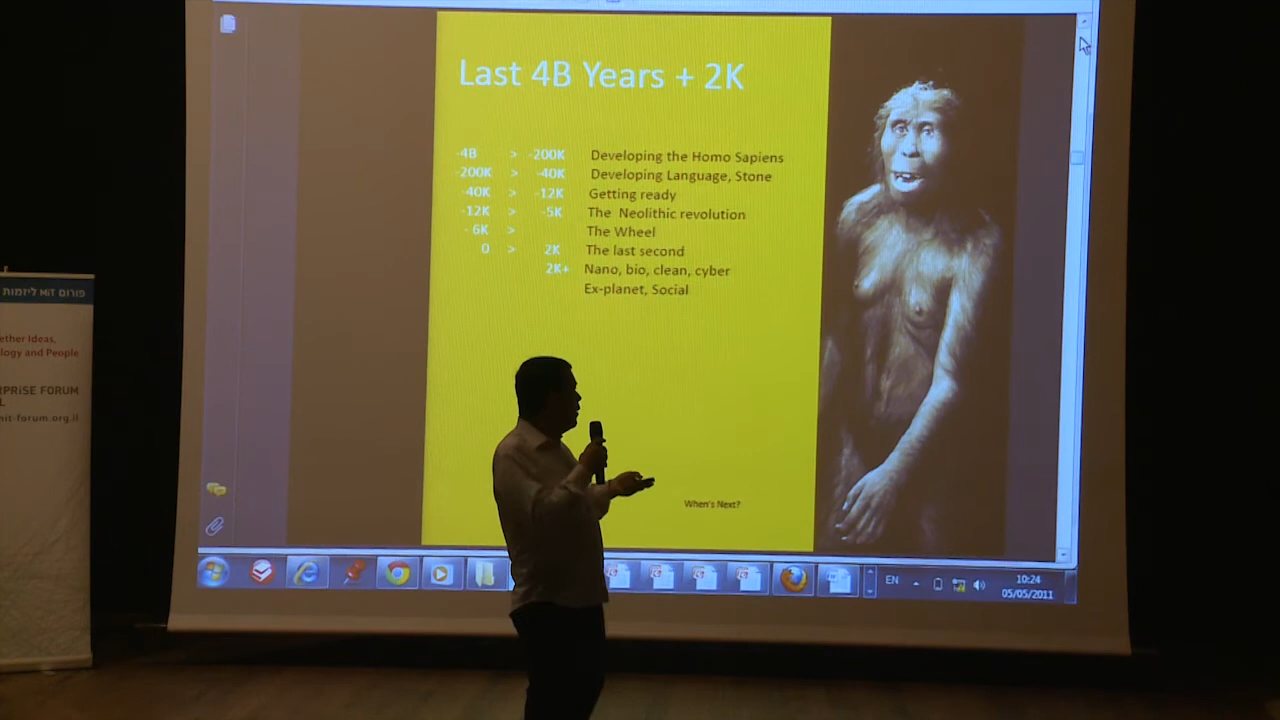 Last 4B Years + 2K
-4B > -200K Developing the Homo Sapiens
-200K > -40K Developing Language, Stone
-40K > -12K Getting ready
-12K > -5K The Neolithic revolution
- 6K > The Wheel
0 > 2K The last second
2K+ Nano, bio, clean, cyber
Ex-planet, Social
When's Next?
EN
10:24
05/05/2011
פורום MiT ליזמות
ether Ideas,
logy and People
RPRiSE FORUM
L
mit-forum.org.il